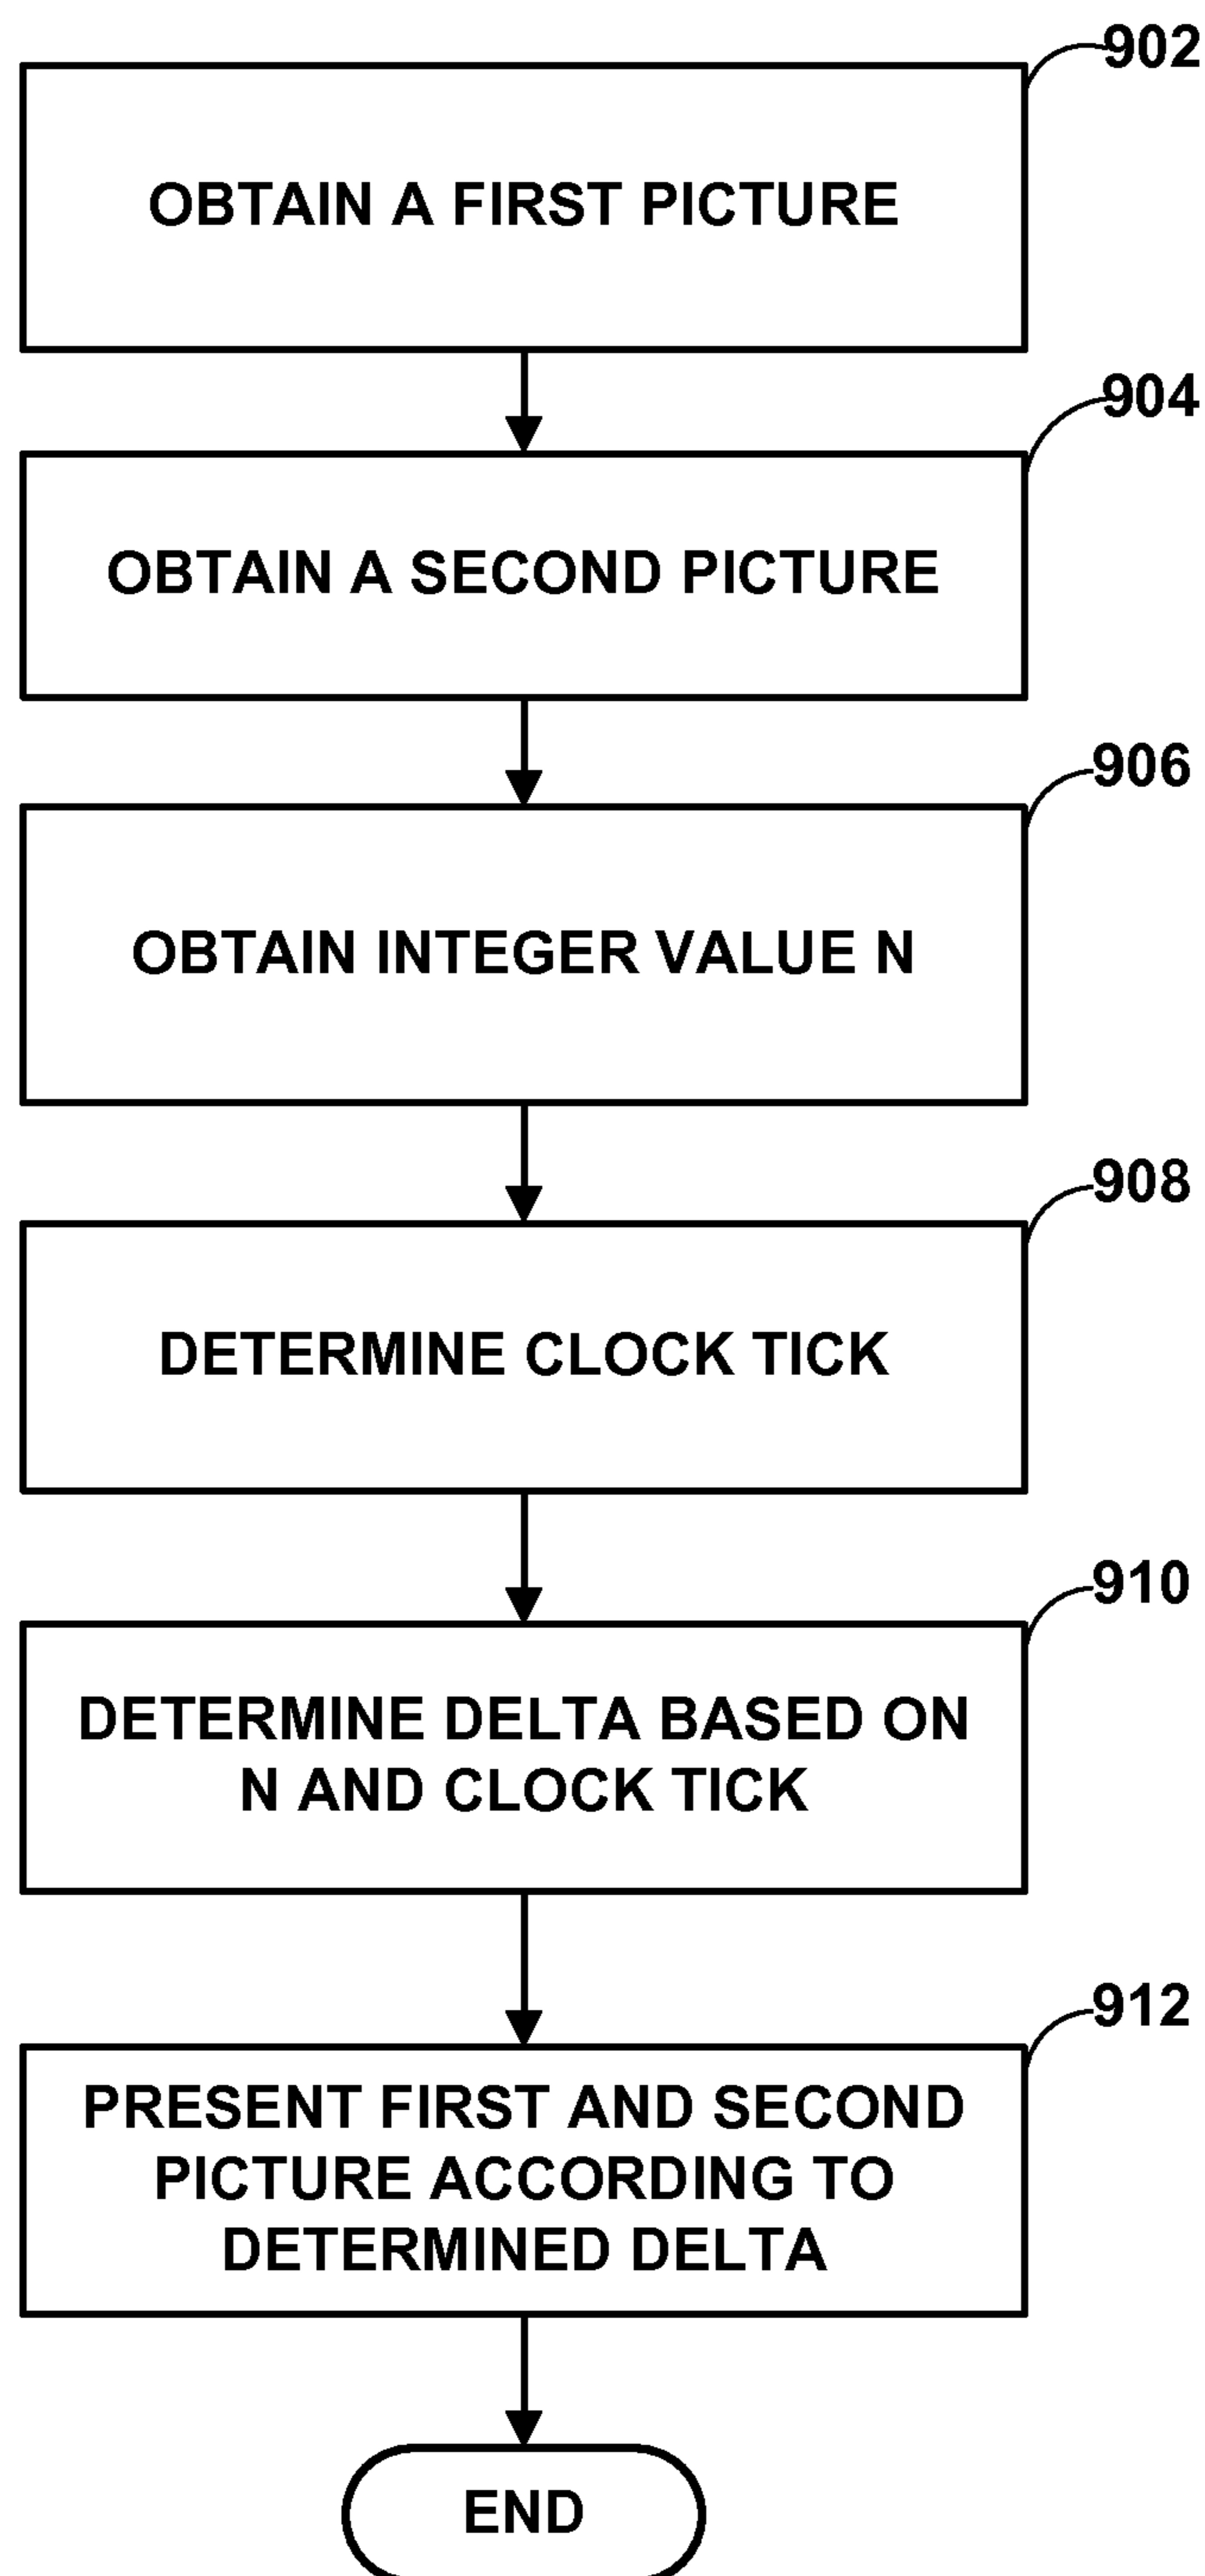 902
OBTAIN A FIRST PICTURE
904
OBTAIN A SECOND PICTURE
906
OBTAIN INTEGER VALUE N
908
DETERMINE CLOCK TICK
910
DETERMINE DELTA BASED ON
N AND CLOCK TICK
912
PRESENT FIRST AND SECOND
PICTURE ACCORDING TO
DETERMINED DELTA
END